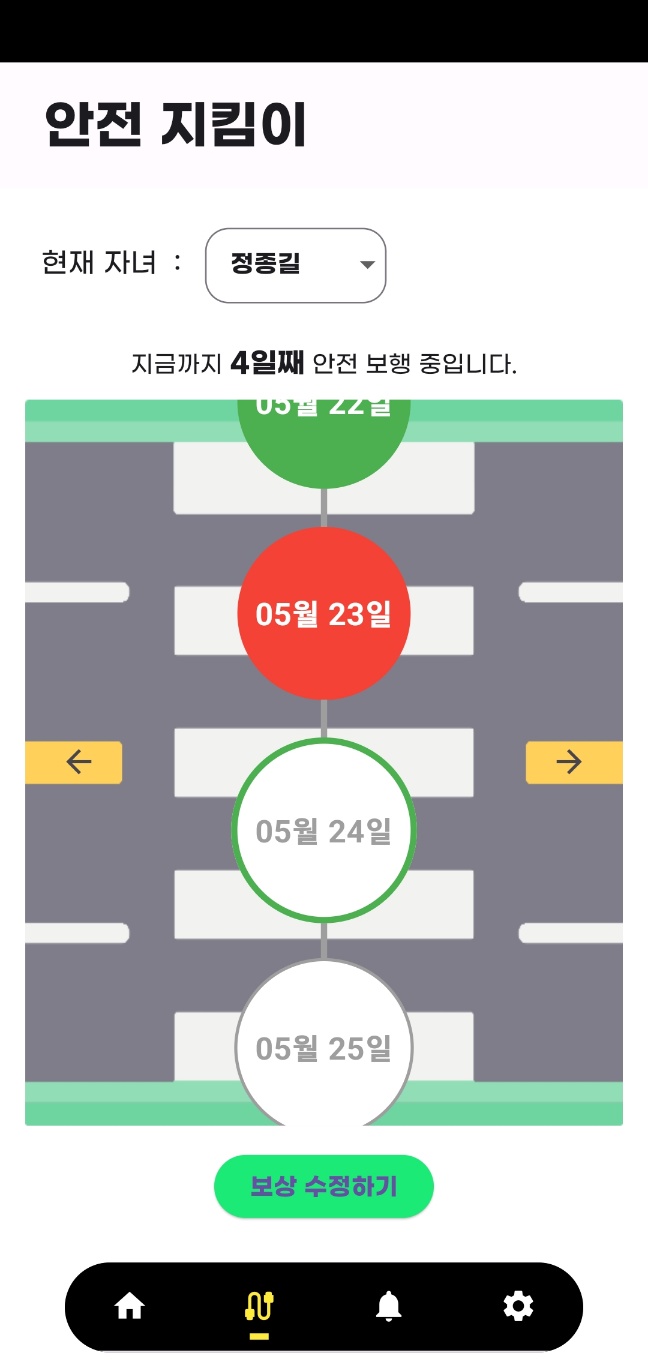 안전 지킴이
현재 자녀 : 정종길
지금까지 4일째 안전 보행 중입니다.
05월 22일
05월 23일
05월 24일
05월 25일
보상 수정하기